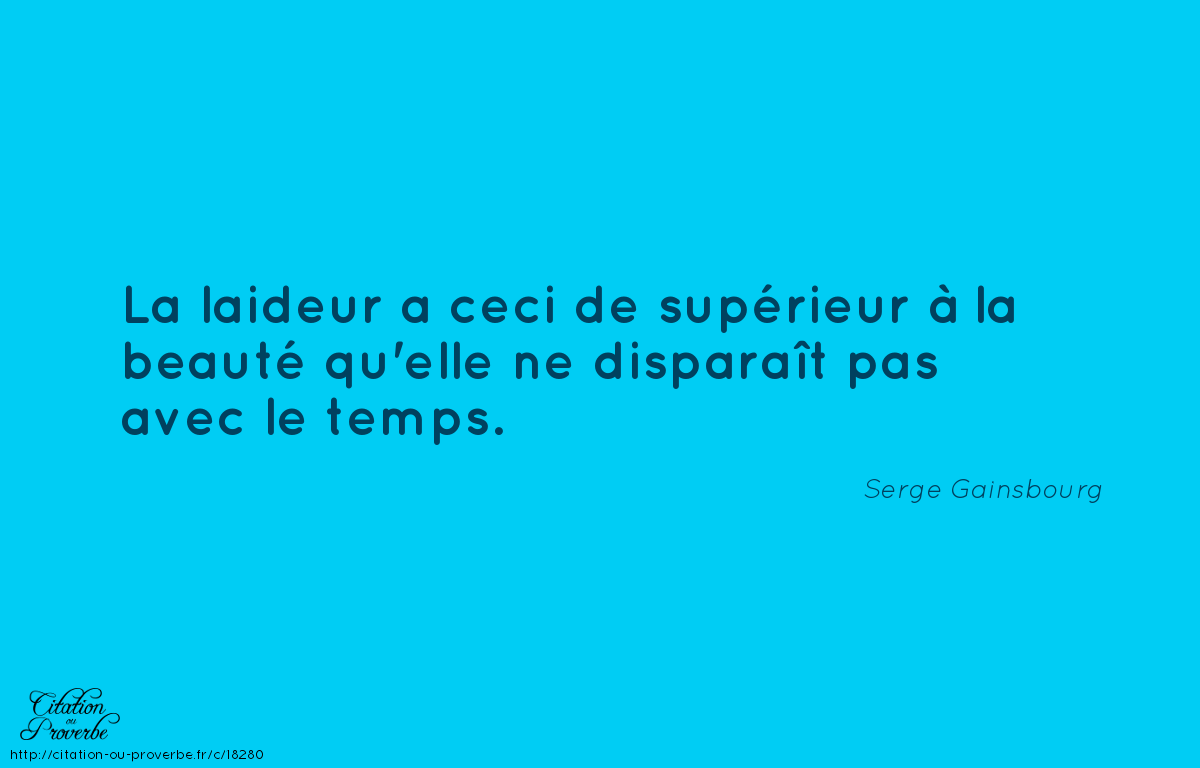 La laideur a ceci de supérieur à la
beauté qu'elle ne disparaît pas
avec le temps.
Serge Gainsbourg
Citation
ou
Proverbe
http://citation-ou-proverbe.fr/c/18280